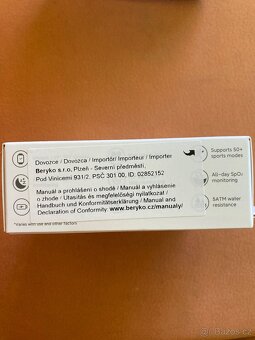 Dovozce / Dovozca / Importőr/ Importeur / Importer
Beryko s.r.o. Plzeň - Severní předměstí,
Pod Vinicemi 931/2. PSČ 301 00, ID. 02852152
Manuál a prohlášení o shodě / Manuál a vyhlásenie
o zhode / Utasítás és megfelelőségi nyilatkozat /
Handbuch und Konformitätserklärung / Manual and
Declaration of Conformity. www.beryko.cz/manualy/
*Varies with use and other factors
Supports 50+
sports modes
All-day SpO₂
monitoring
5ATM water
resistance